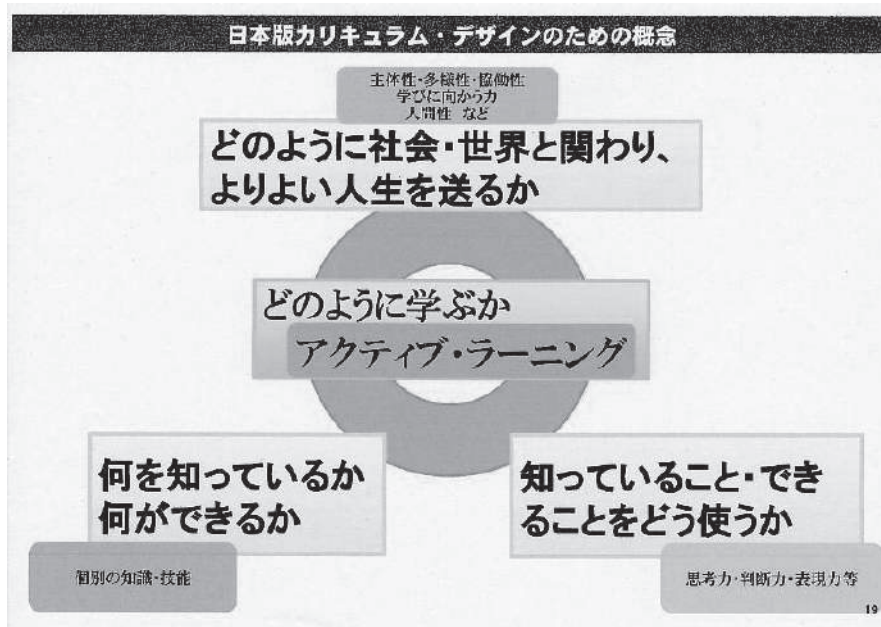 日本版カリキュラム・デザインのための概念
主体性・多様性・協働性
学びに向かう力
人間性 など
どのように社会・世界と関わり、
よりよい人生を送るか
どのように学ぶか
アクティブ・ラーニング
何を知っているか
何ができるか
個別の知識・技能
知っていること・でき
ることをどう使うか
思考力・判断力・表現力等
19